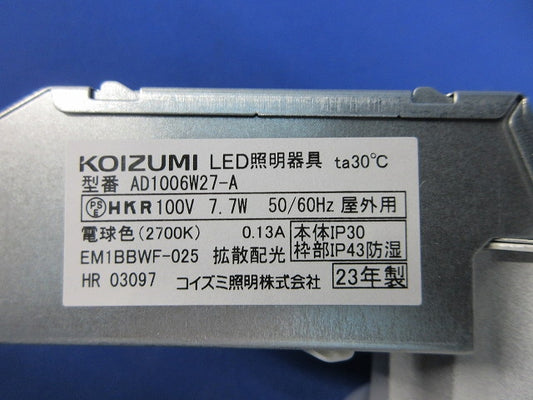 KOIZUMI LED照明器具 ta30℃
型番 AD1006W27-A
PSE HKR 100V 7.7W 50/60Hz 屋外用
電球色(2700K) 0.13A 本体IP30
EM1BBWF-025 拡散配光 枠部IP43防湿
HR 03097 コイズミ照明株式会社 23年製